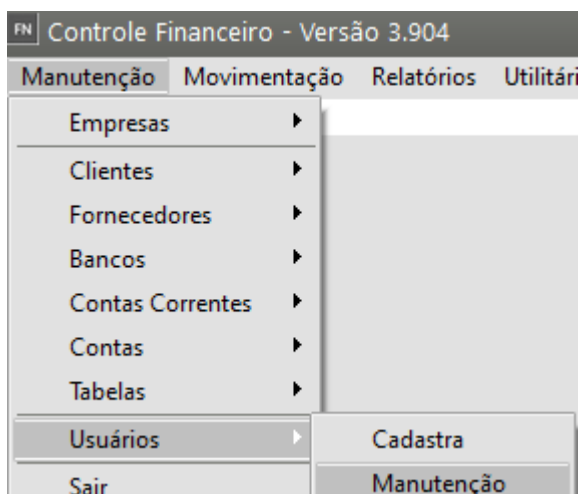 FN Controle Financeiro - Versão 3.904
Manutenção Movimentação Relatórios Utilitári
Empresas
Clientes
Fornecedores
Bancos
Contas Correntes
Contas
Tabelas
Usuários Cadastra
Sair Manutenção